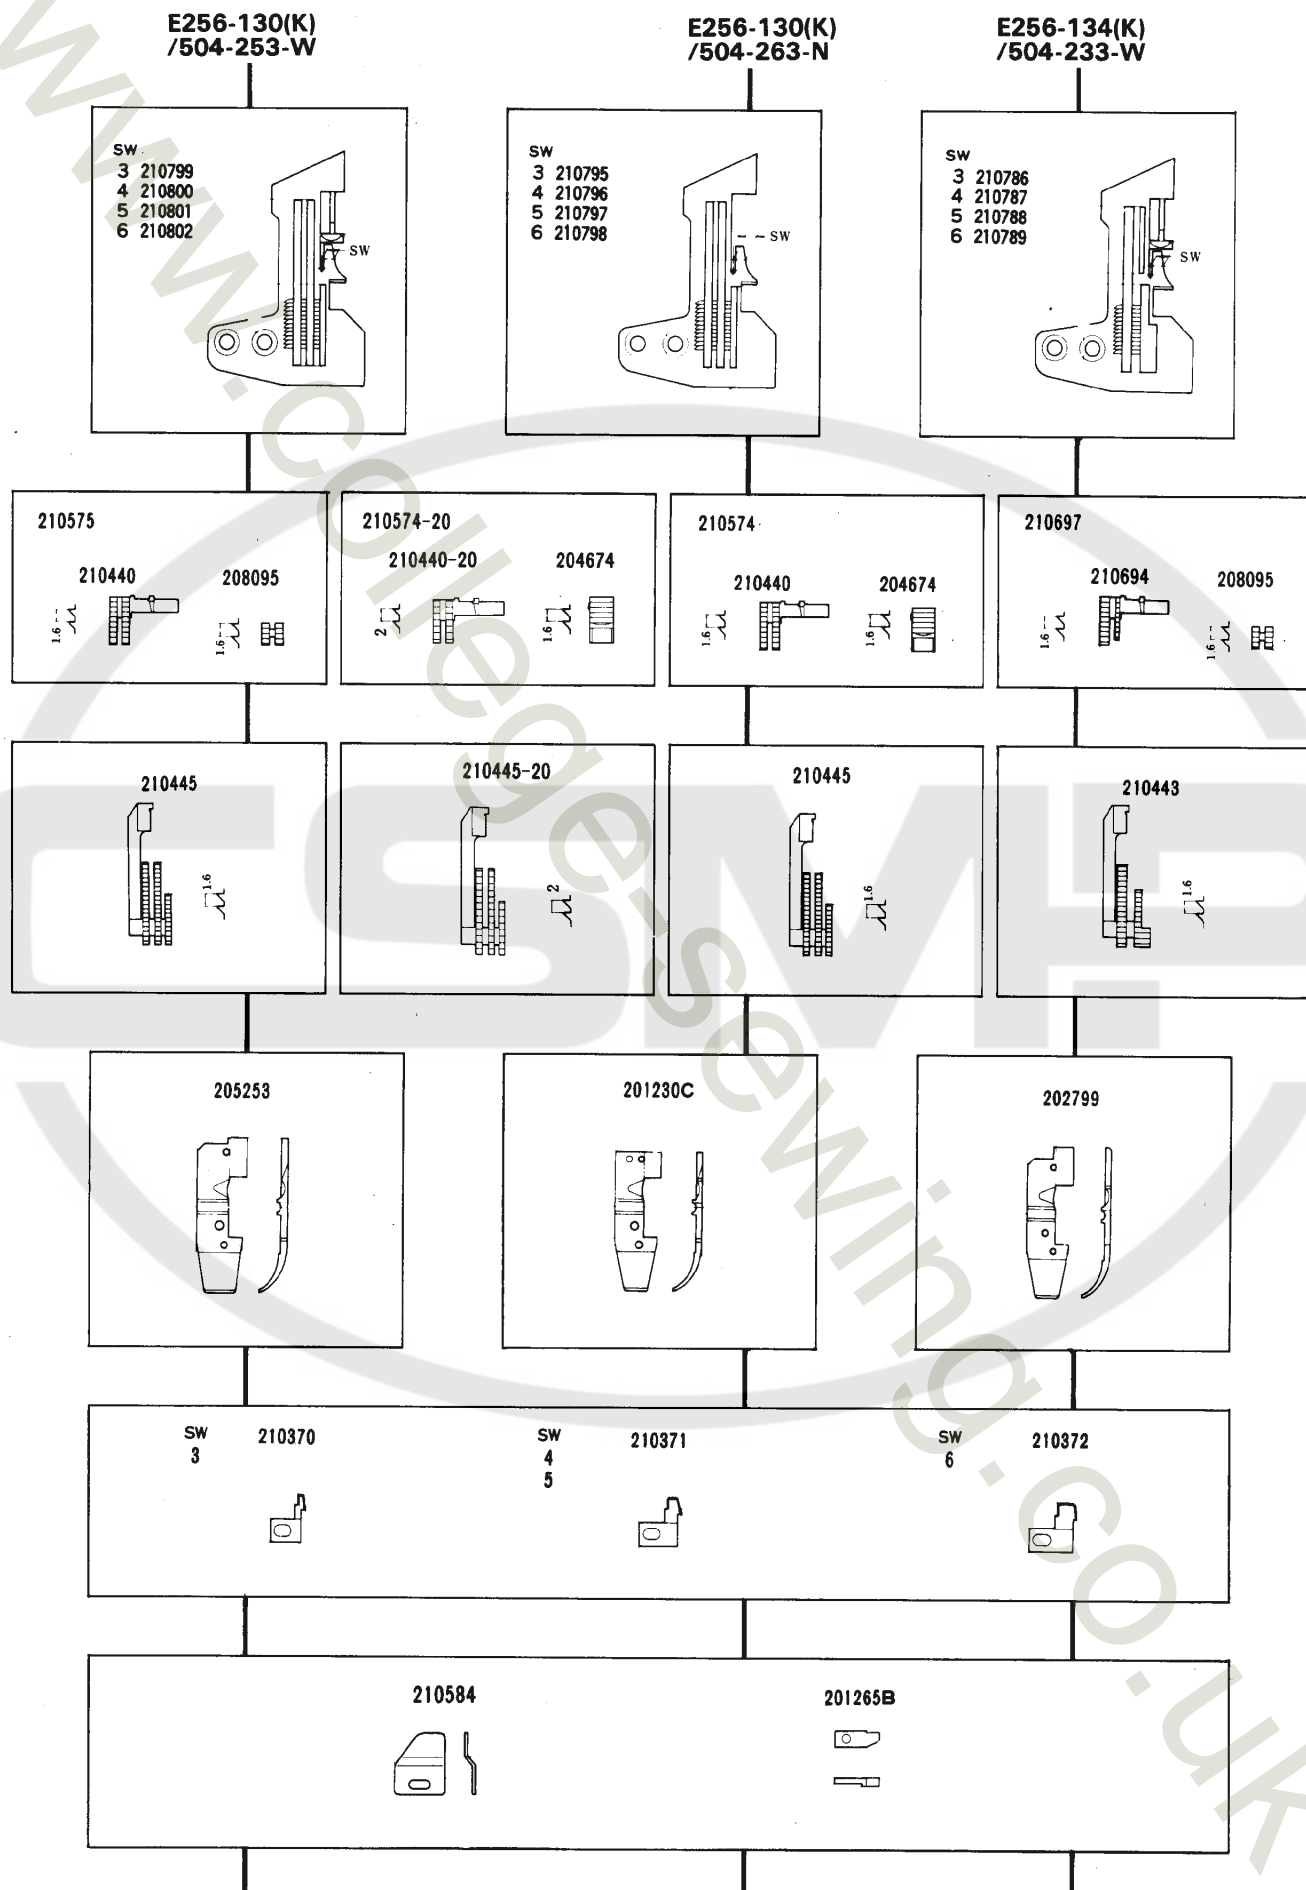 E256-130(K)
/504-253-W
E256-130(K)
/504-263-N
E256-134(K)
/504-233-W
SW
3 210799
4 210800
5 210801
6 210802
SW
SW
3 210795
4 210796
5 210797
6 210798
SW
SW
3 210786
4 210787
5 210788
6 210789
SW
210575
210440
208095
1.6
1.6
210574-20
210440-20
204674
2
1.6
210574
210440
204674
1.6
1.6
210697
210694
208095
1.6
1.6
210445
1.6
210445-20
2
210445
1.6
210443
1.6
205253
201230C
202799
SW
3
210370
SW
4
5
210371
SW
6
210372
210584
201265B
CSMP
www.college-sewing.co.uk